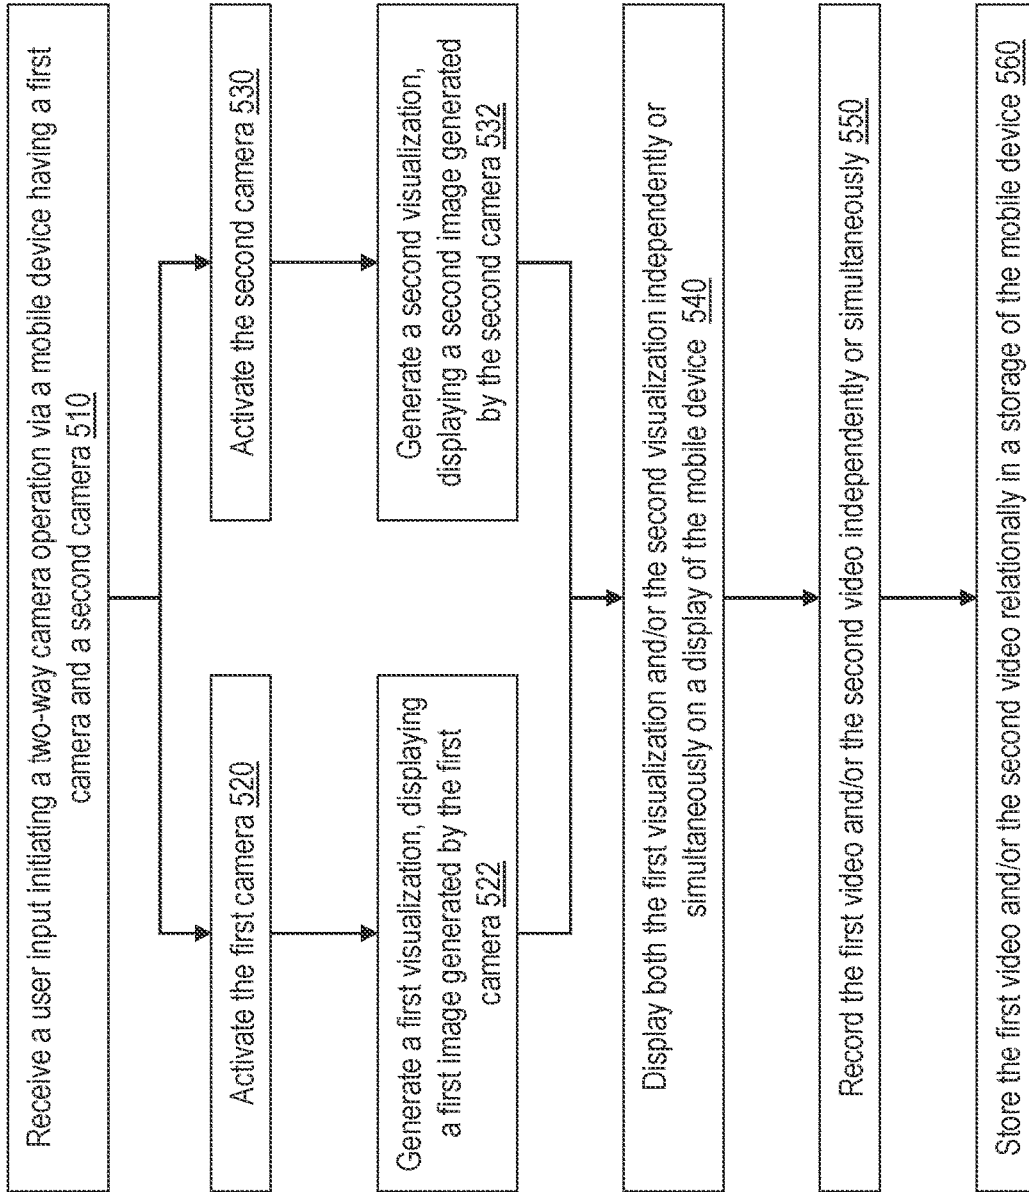 Receive a user input initiating a two-way camera operation via a mobile device having a first
camera and a second camera 510
Activate the first camera 520
Activate the second camera 530
Generate a first visualization, displaying
a first image generated by the first
camera 522
Generate a second visualization,
displaying a second image generated
by the second camera 532
Display both the first visualization and/or the second visualization independently or
simultaneously on a display of the mobile device 540
Record the first video and/or the second video independently or simultaneously 550
Store the first video and/or the second video relationally in a storage of the mobile device 560